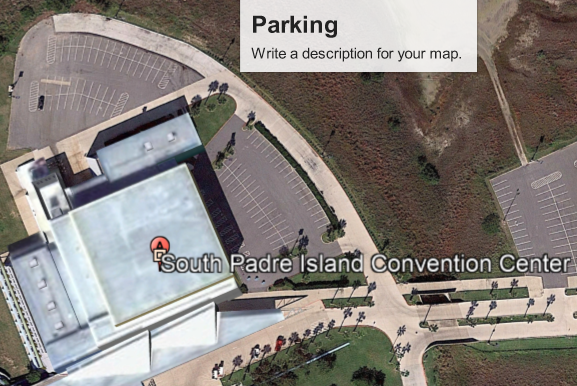 Parking
Write a description for your map.
A
South Padre Island Convention Center